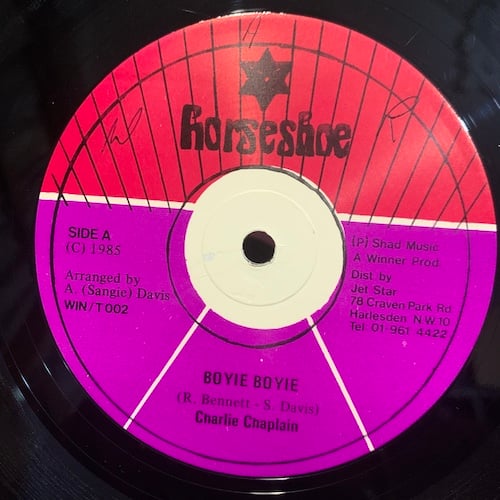 horseshoe
SIDE A
(C) 1985
Arranged by
A. (Sangie) Davis
WIN/T 002
(P) Shad Music
A Winner Prod.
Dist by
Jet Star
78 Craven Park Rd
Harlesden N.W 10
Tel: 01-961 4422
BOYIE BOYIE
(R. Bennett - S. Davis)
Charlie Chaplain